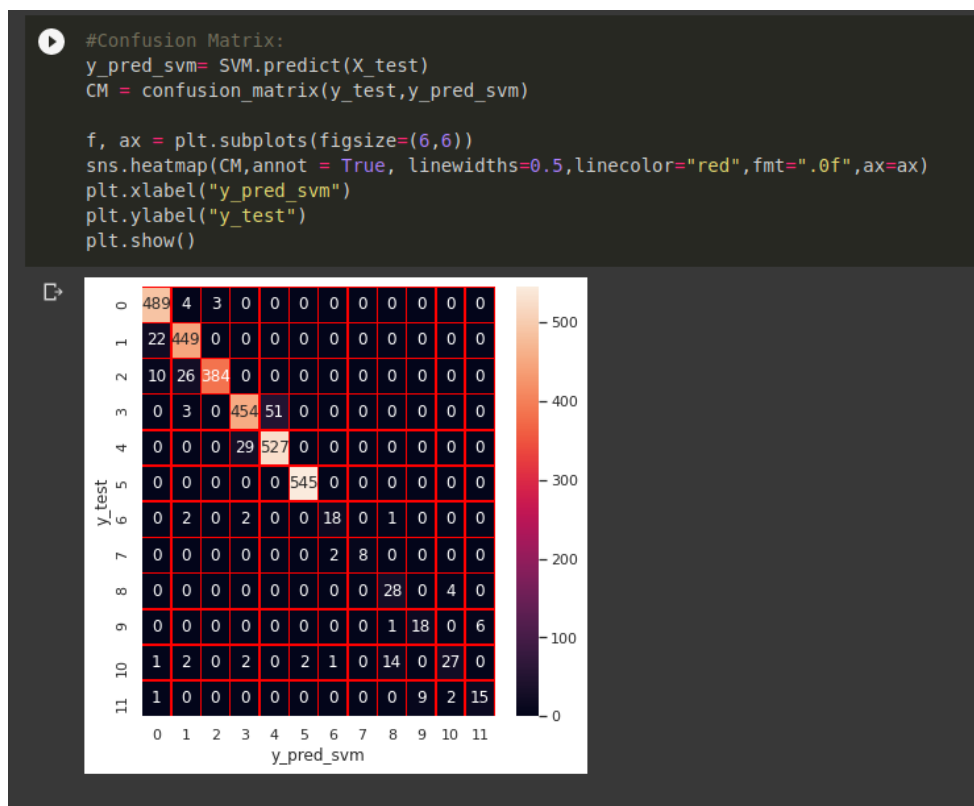 #Confusion Matrix:
y_pred_svm= SVM.predict(X_test)
CM = confusion_matrix(y_test,y_pred_svm)
f, ax = plt.subplots(figsize=(6,6))
sns.heatmap(CM,annot = True, linewidths=0.5,linecolor="red",fmt=".0f",ax=ax)
plt.xlabel("y_pred_svm")
plt.ylabel("y_test")
plt.show()
0 489 4 3 0 0 0 0 0 0 0 0 0
1 22 449 0 0 0 0 0 0 0 0 0 0
2 10 26 384 0 0 0 0 0 0 0 0 0
3 0 3 0 454 51 0 0 0 0 0 0 0
4 0 0 0 29 527 0 0 0 0 0 0 0
5 0 0 0 0 0 545 0 0 0 0 0 0
6 0 2 0 2 0 0 18 0 1 0 0 0
7 0 0 0 0 0 0 2 8 0 0 0 0
8 0 0 0 0 0 0 0 0 28 0 4 0
9 0 0 0 0 0 0 0 0 1 18 0 6
10 1 2 0 2 0 2 1 0 14 0 27 0
11 1 0 0 0 0 0 0 0 0 9 2 15
0 1 2 3 4 5 6 7 8 9 10 11
y_pred_svm
y_test
500
400
300
200
100
0